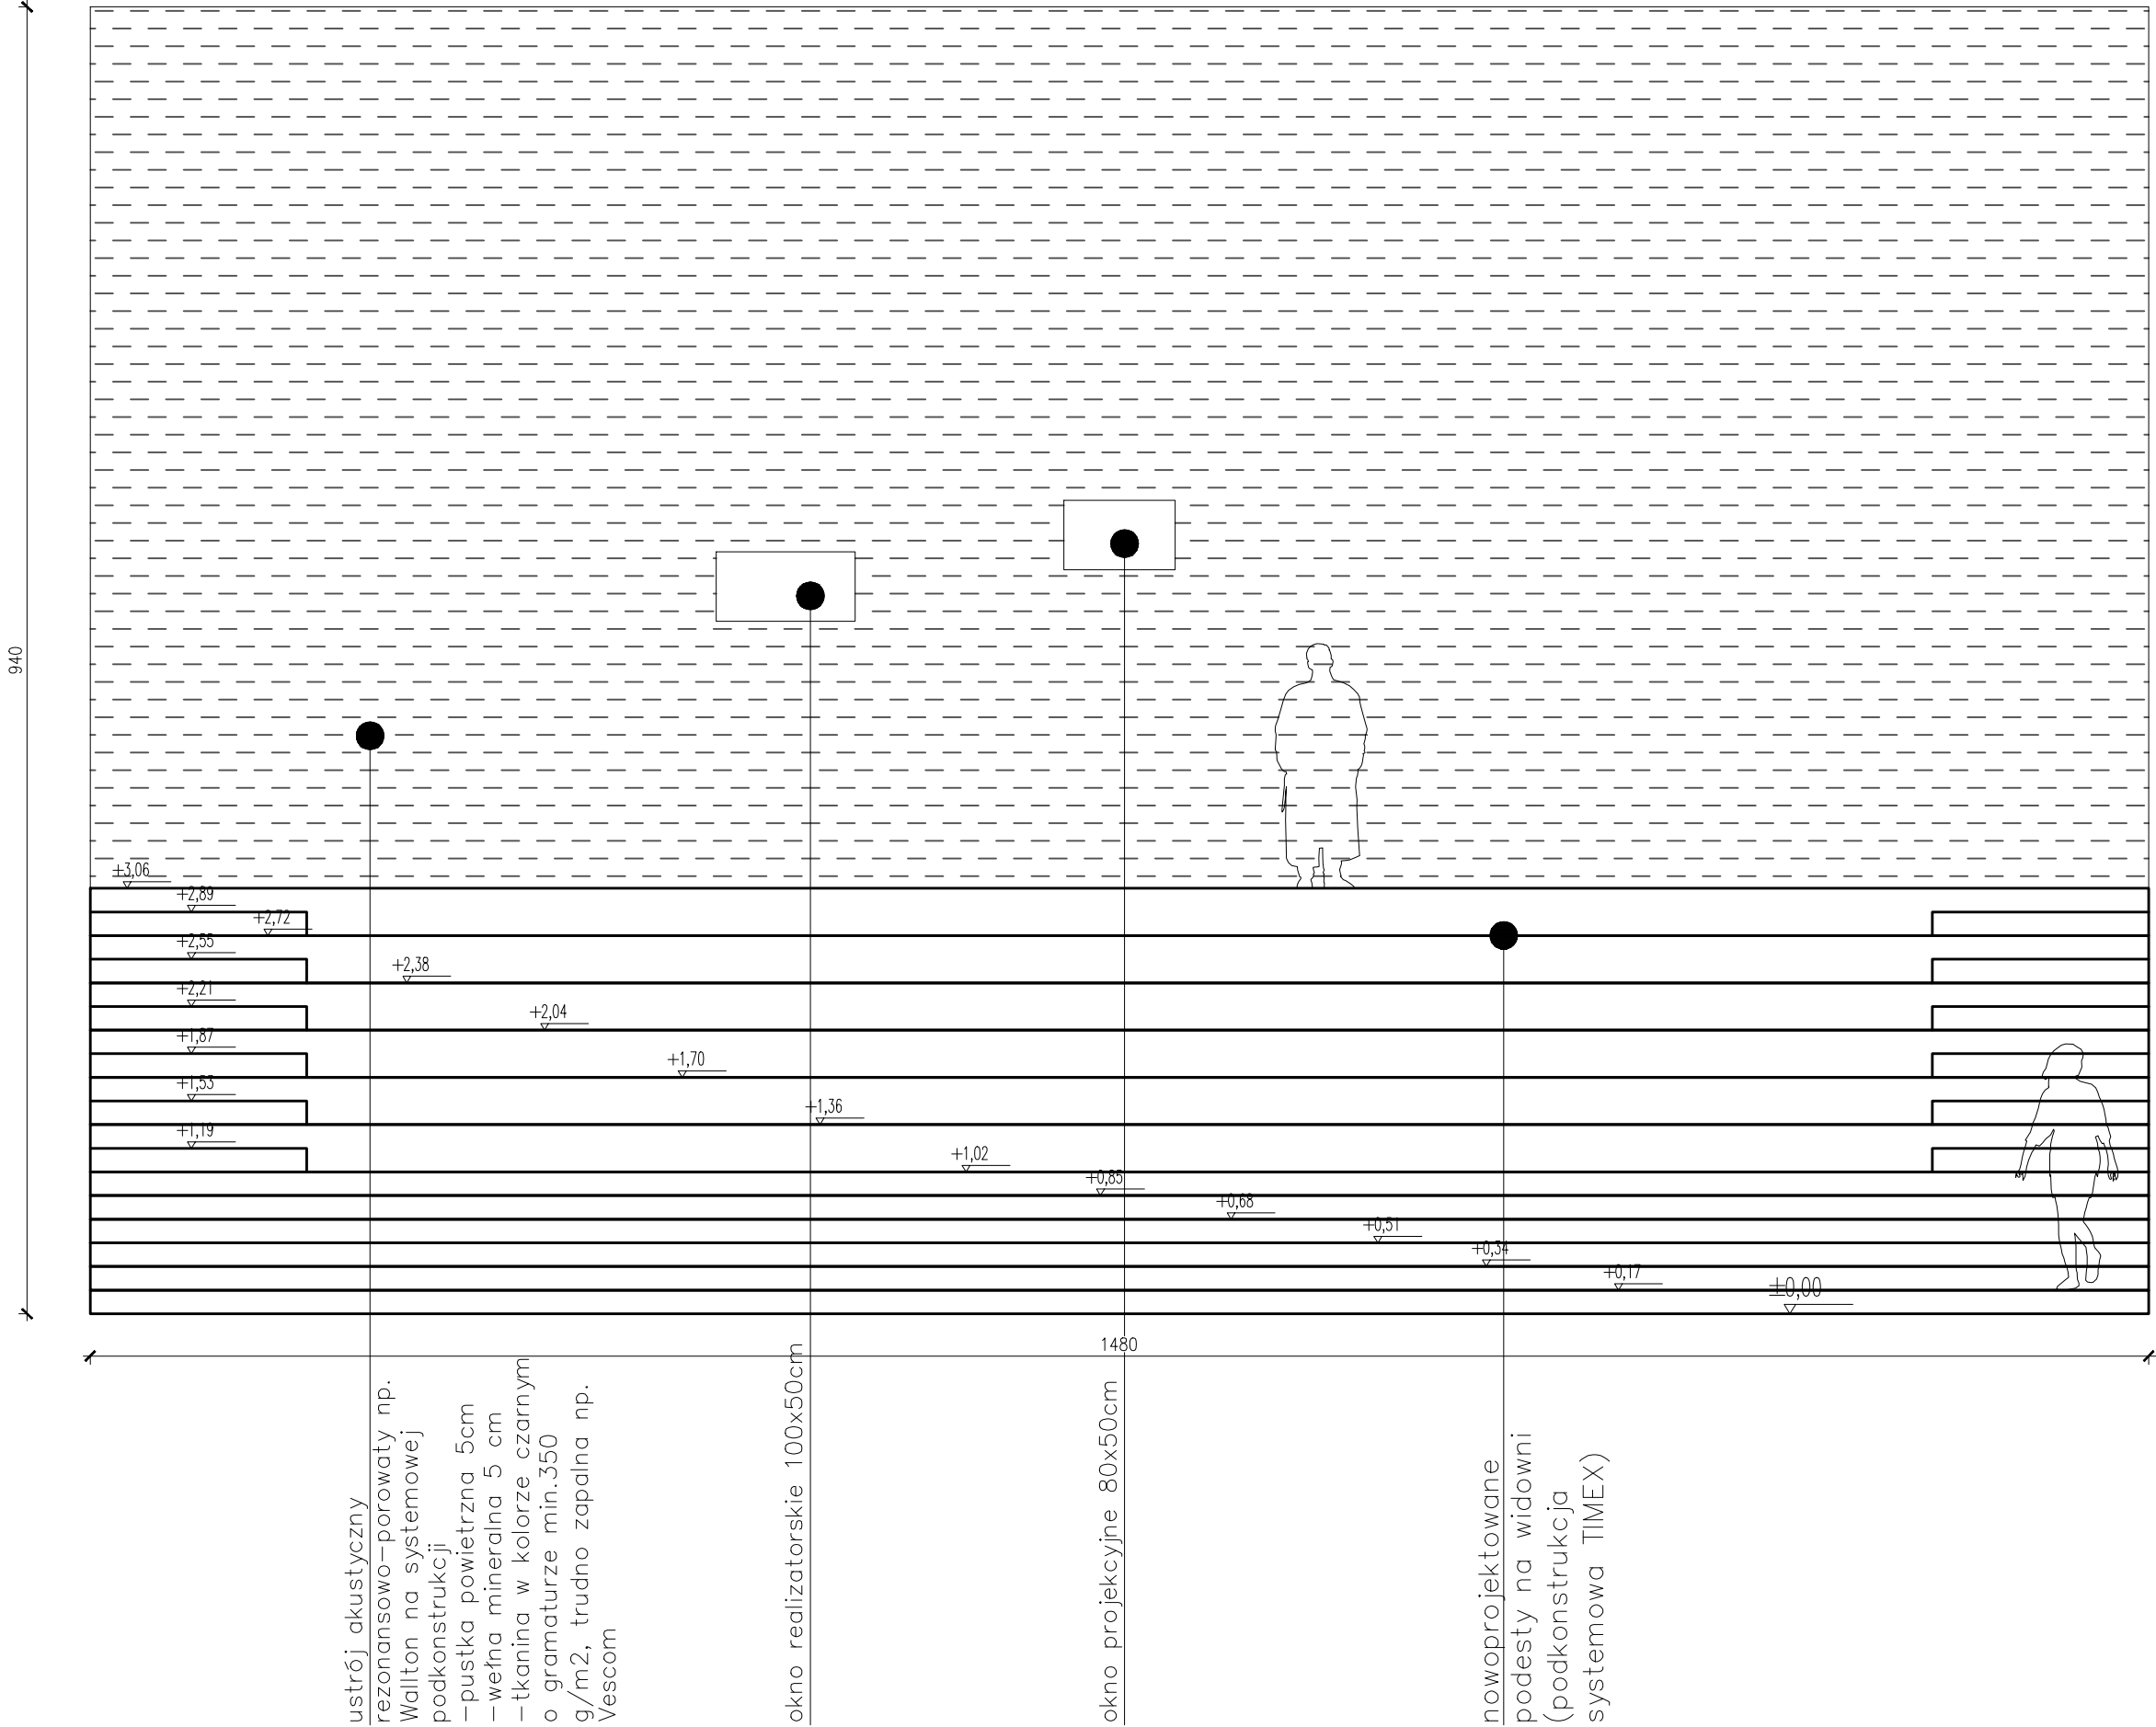 940
+3,06
+2,89
+2,72
+2,55
+2,38
+2,21
+2,04
+1,87
+1,70
+1,53
+1,36
+1,19
+1,02
+0,85
+0,68
+0,51
+0,34
+0,17
±0,00
1480
ustrój akustyczny
rezonansowo-porowaty np.
Wallton na systemowej
podkonstrukcji
-pustka powietrzna 5cm
-wełna mineralna 5 cm
-tkanina w kolorze czarnym
o gramaturze min.350
g/m2, trudno zapalna np.
Vescom
okno realizatorskie 100x50cm
okno projekcyjne 80x50cm
nowoprojektowane
podesty na widowni
(podkonstrukcja
systemowa TIMEX)